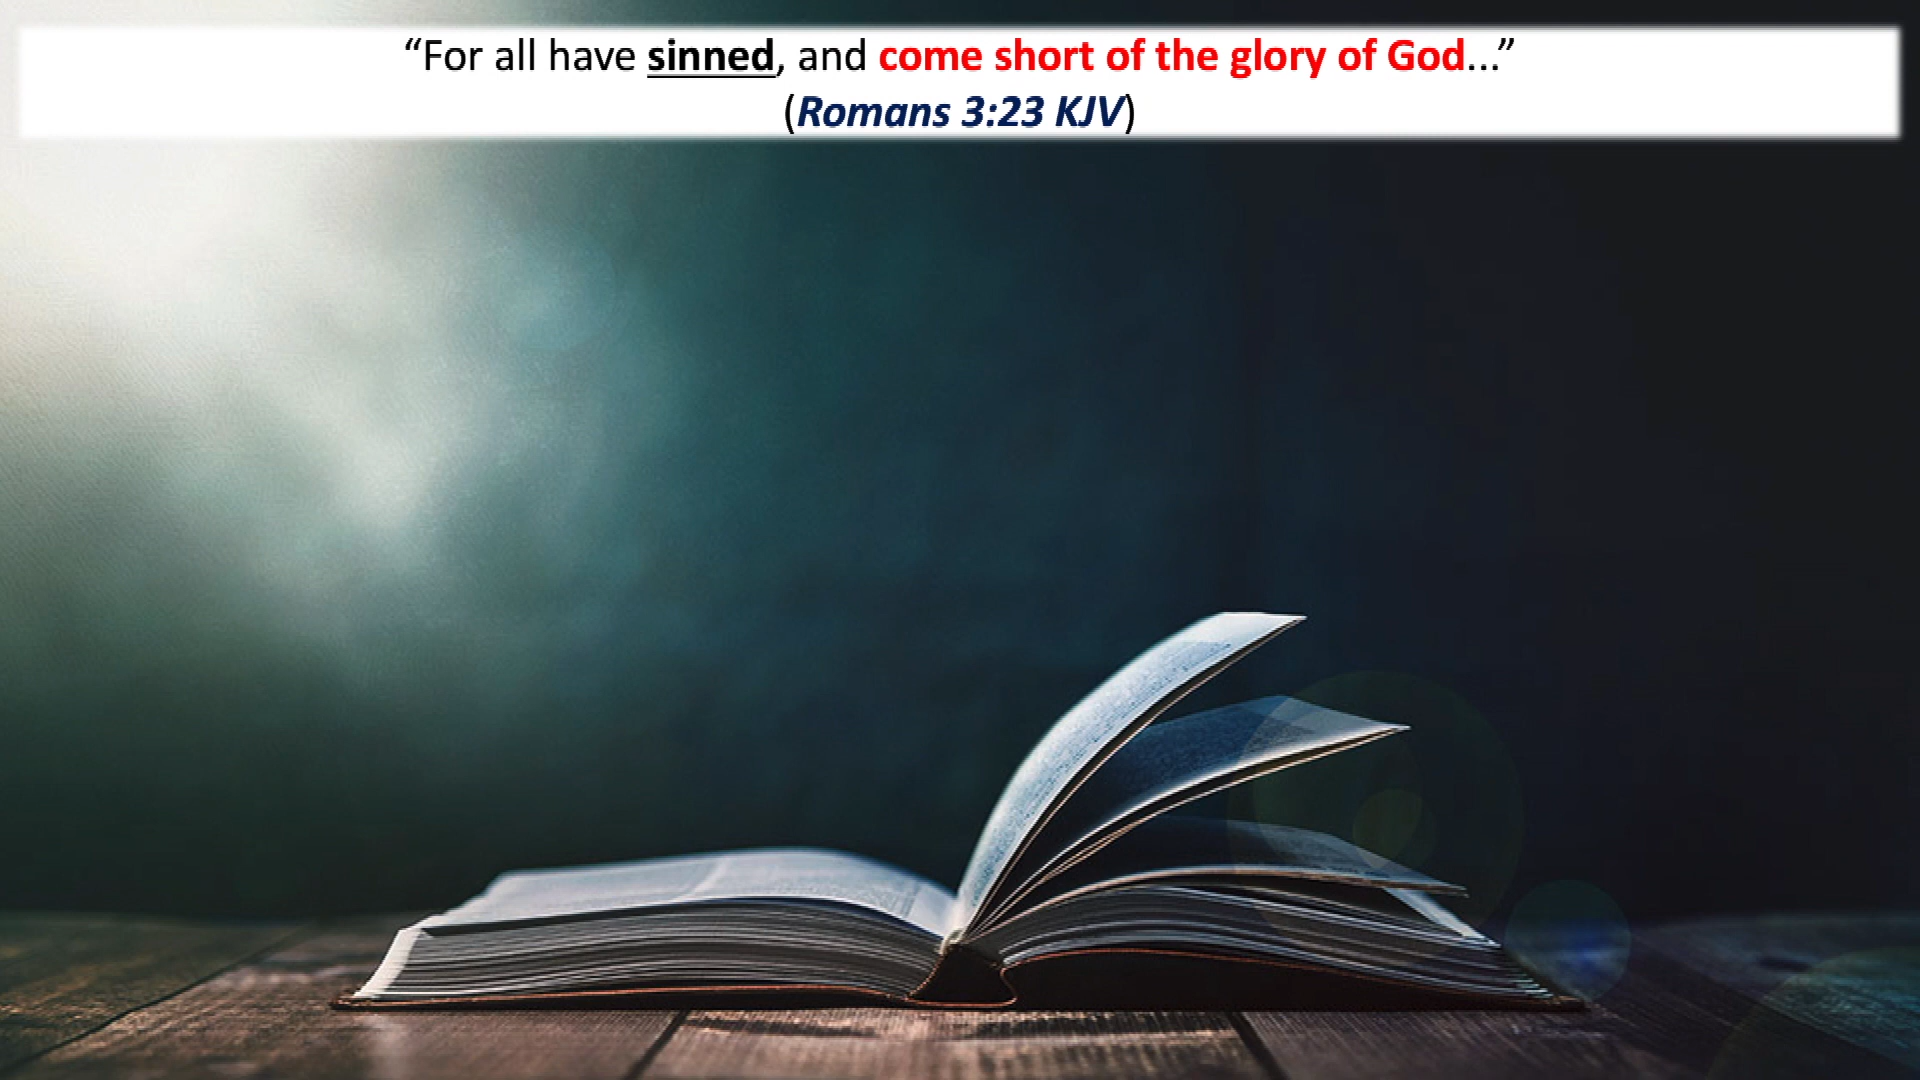 “For all have sinned, and come short of the glory of God...”
(Romans 3:23 KJV)